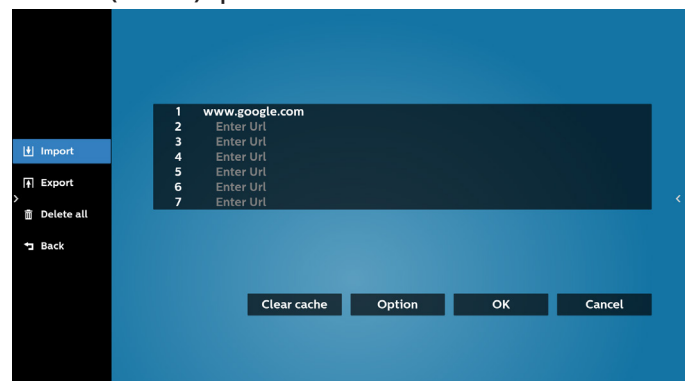 1 www.google.com
2 Enter Url
3 Enter Url
4 Enter Url
5 Enter Url
6 Enter Url
7 Enter Url
Import
Export
Delete all
Back
Clear cache Option OK Cancel